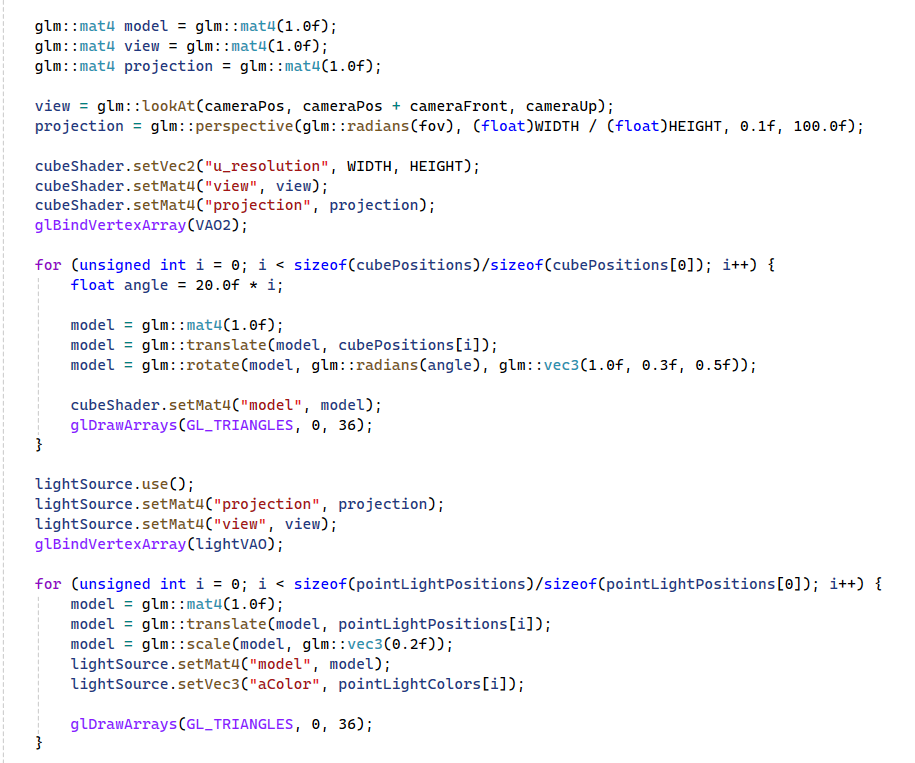 glm::mat4 model = glm::mat4(1.0f);
glm::mat4 view = glm::mat4(1.0f);
glm::mat4 projection = glm::mat4(1.0f);

view = glm::lookAt(cameraPos, cameraPos + cameraFront, cameraUp);
projection = glm::perspective(glm::radians(fov), (float)WIDTH / (float)HEIGHT, 0.1f, 100.0f);

cubeShader.setVec2("u_resolution", WIDTH, HEIGHT);
cubeShader.setMat4("view", view);
cubeShader.setMat4("projection", projection);
glBindVertexArray(VAO2);

for (unsigned int i = 0; i < sizeof(cubePositions)/sizeof(cubePositions[0]); i++) {
    float angle = 20.0f * i;

    model = glm::mat4(1.0f);
    model = glm::translate(model, cubePositions[i]);
    model = glm::rotate(model, glm::radians(angle), glm::vec3(1.0f, 0.3f, 0.5f));

    cubeShader.setMat4("model", model);
    glDrawArrays(GL_TRIANGLES, 0, 36);
}

lightSource.use();
lightSource.setMat4("projection", projection);
lightSource.setMat4("view", view);
glBindVertexArray(lightVAO);

for (unsigned int i = 0; i < sizeof(pointLightPositions)/sizeof(pointLightPositions[0]); i++) {
    model = glm::mat4(1.0f);
    model = glm::translate(model, pointLightPositions[i]);
    model = glm::scale(model, glm::vec3(0.2f));
    lightSource.setMat4("model", model);
    lightSource.setVec3("aColor", pointLightColors[i]);

    glDrawArrays(GL_TRIANGLES, 0, 36);
}